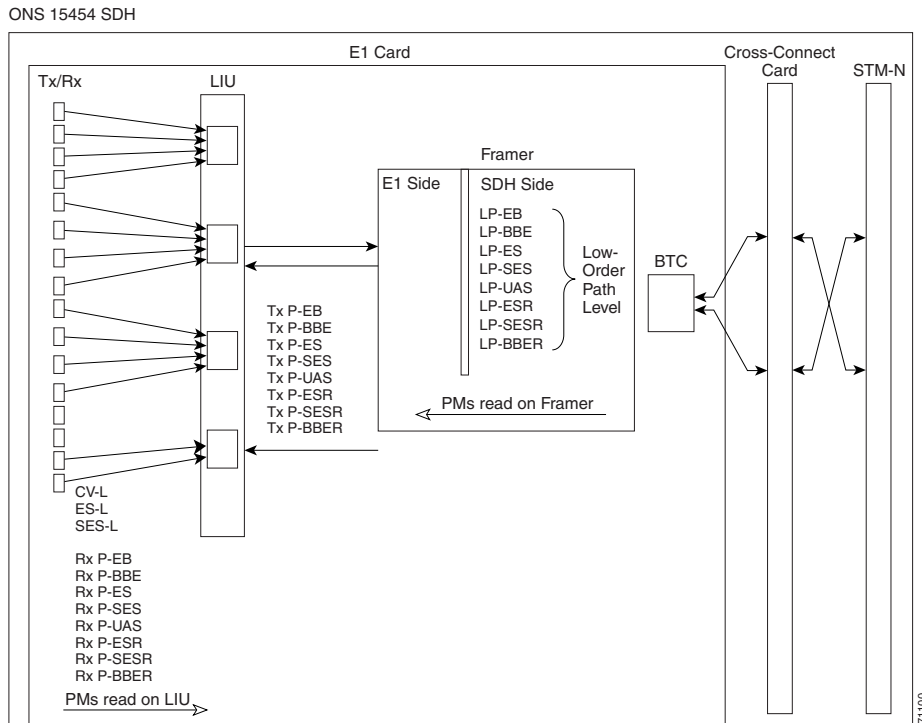 ONS 15454 SDH
E1 Card
Cross-Connect
Card
STM-N
Tx/Rx
LIU
Framer
E1 Side
SDH Side
LP-EB
LP-BBE
LP-ES
LP-SES
LP-UAS
LP-ESR
LP-SESR
LP-BBER
Low-
Order
Path
Level
BTC
Tx P-EB
Tx P-BBE
Tx P-ES
Tx P-SES
Tx P-UAS
Tx P-ESR
Tx P-SESR
Tx P-BBER
PMs read on Framer
CV-L
ES-L
SES-L
Rx P-EB
Rx P-BBE
Rx P-ES
Rx P-SES
Rx P-UAS
Rx P-ESR
Rx P-SESR
Rx P-BBER
PMs read on LIU